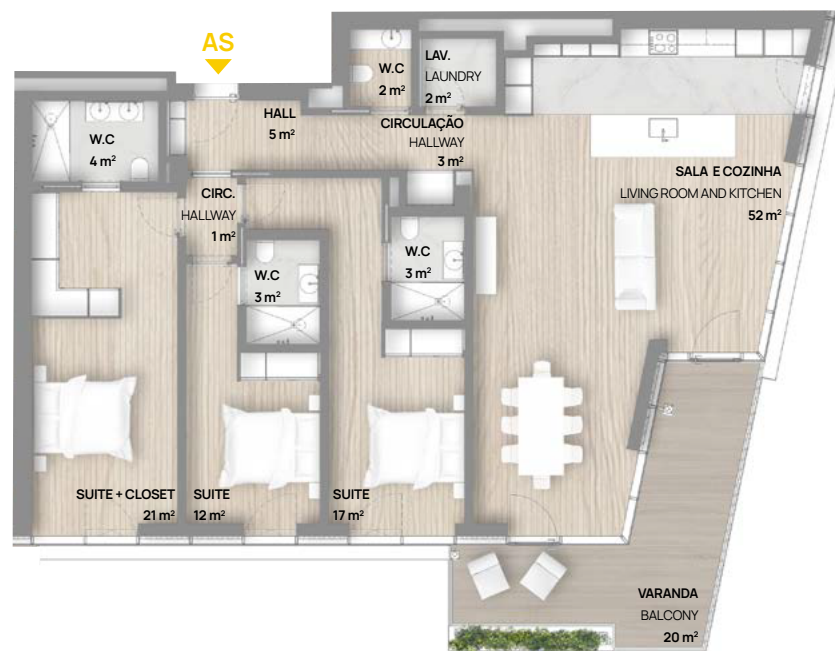 AS
W.C
2 m²
LAV.
LAUNDRY
2 m²
HALL
5 m²
CIRCULAÇÃO
HALLWAY
3 m²
W.C
4 m²
SALA E COZINHA
LIVING ROOM AND KITCHEN
52 m²
CIRC.
HALLWAY
1 m²
W.C
3 m²
W.C
3 m²
SUITE + CLOSET
21 m²
SUITE
12 m²
SUITE
17 m²
VARANDA
BALCONY
20 m²